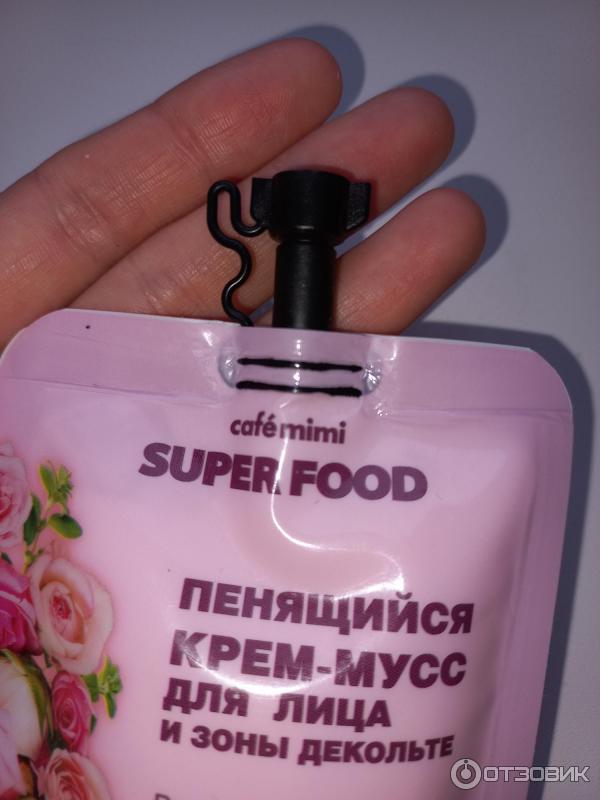 café mimi
SUPER FOOD
ПЕНЯЩИЙСЯ
КРЕМ-МУСС
ДЛЯ ЛИЦА
И ЗОНЫ ДЕКОЛЬТЕ
ОТЗОВИК